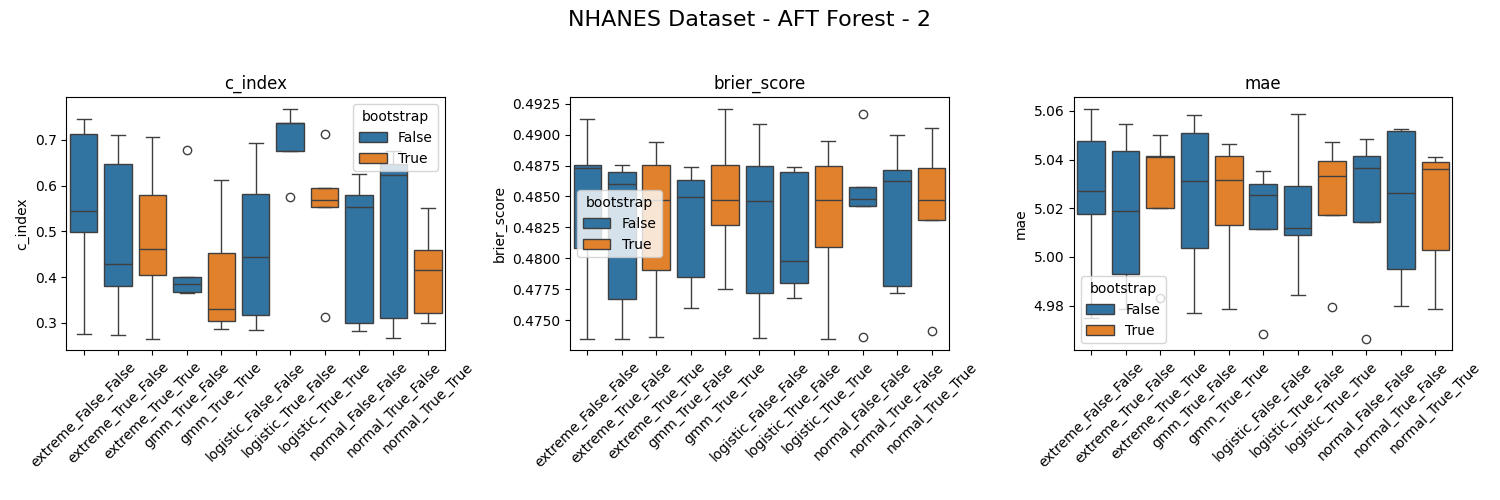 NHANES Dataset - AFT Forest - 2
c_index
c_index
0.7
0.6
0.5
0.4
0.3
bootstrap
False
True
extreme_False_False
extreme_True_False
extreme_True_True
gmm_True_False
gmm_True_True
logistic_False_False
logistic_True_False
logistic_True_True
normal_False_False
normal_True_False
normal_True_True
brier_score
brier_score
0.4925
0.4900
0.4875
0.4850
0.4825
0.4800
0.4775
0.4750
bootstrap
False
True
extreme_False_False
extreme_True_False
extreme_True_True
gmm_True_False
gmm_True_True
logistic_False_False
logistic_True_False
logistic_True_True
normal_False_False
normal_True_False
normal_True_True
mae
mae
5.06
5.04
5.02
5.00
4.98
bootstrap
False
True
extreme_False_False
extreme_True_False
extreme_True_True
gmm_True_False
gmm_True_True
logistic_False_False
logistic_True_False
logistic_True_True
normal_False_False
normal_True_False
normal_True_True